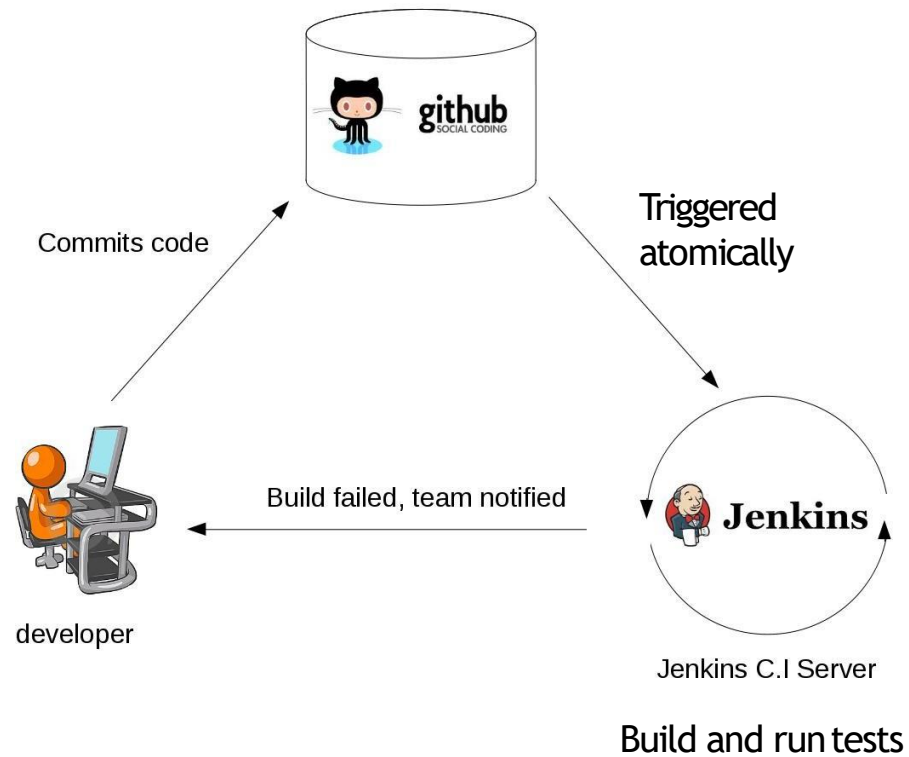 github
SOCIAL CODING
Triggered
atomically
Commits code
Build failed, team notified
Jenkins
developer
Jenkins C.I Server
Build and run tests